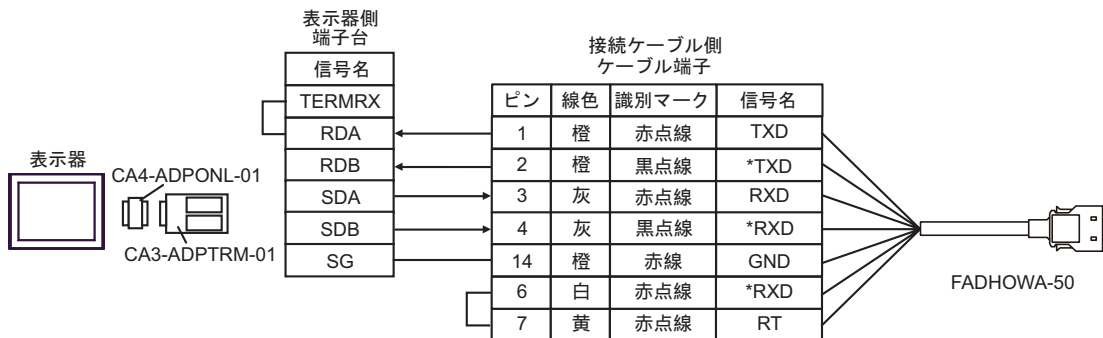 表示器側
端子台
信号名
TERMRX
RDA
RDB
SDA
SDB
SG
表示器
CA4-ADPONL-01
CA3-ADPTRM-01
接続ケーブル側
ケーブル端子
ピン 線色 識別マーク 信号名
1 橙 赤点線 TXD
2 橙 黒点線 *TXD
3 灰 赤点線 RXD
4 灰 黒点線 *RXD
14 橙 赤線 GND
6 白 赤点線 *RXD
7 黄 赤点線 RT
FADHOWA-50